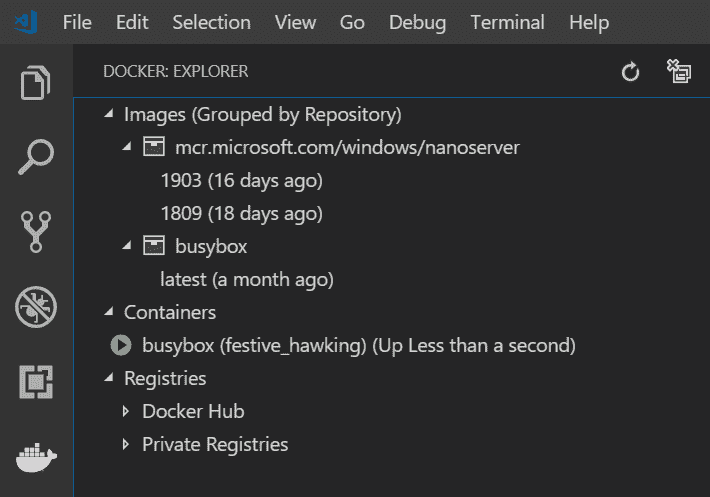 File Edit Selection View Go Debug Terminal Help
DOCKER: EXPLORER
Images (Grouped by Repository)
mcr.microsoft.com/windows/nanoserver
1903 (16 days ago)
1809 (18 days ago)
busybox
latest (a month ago)
Containers
busybox (festive_hawking) (Up Less than a second)
Registries
Docker Hub
Private Registries